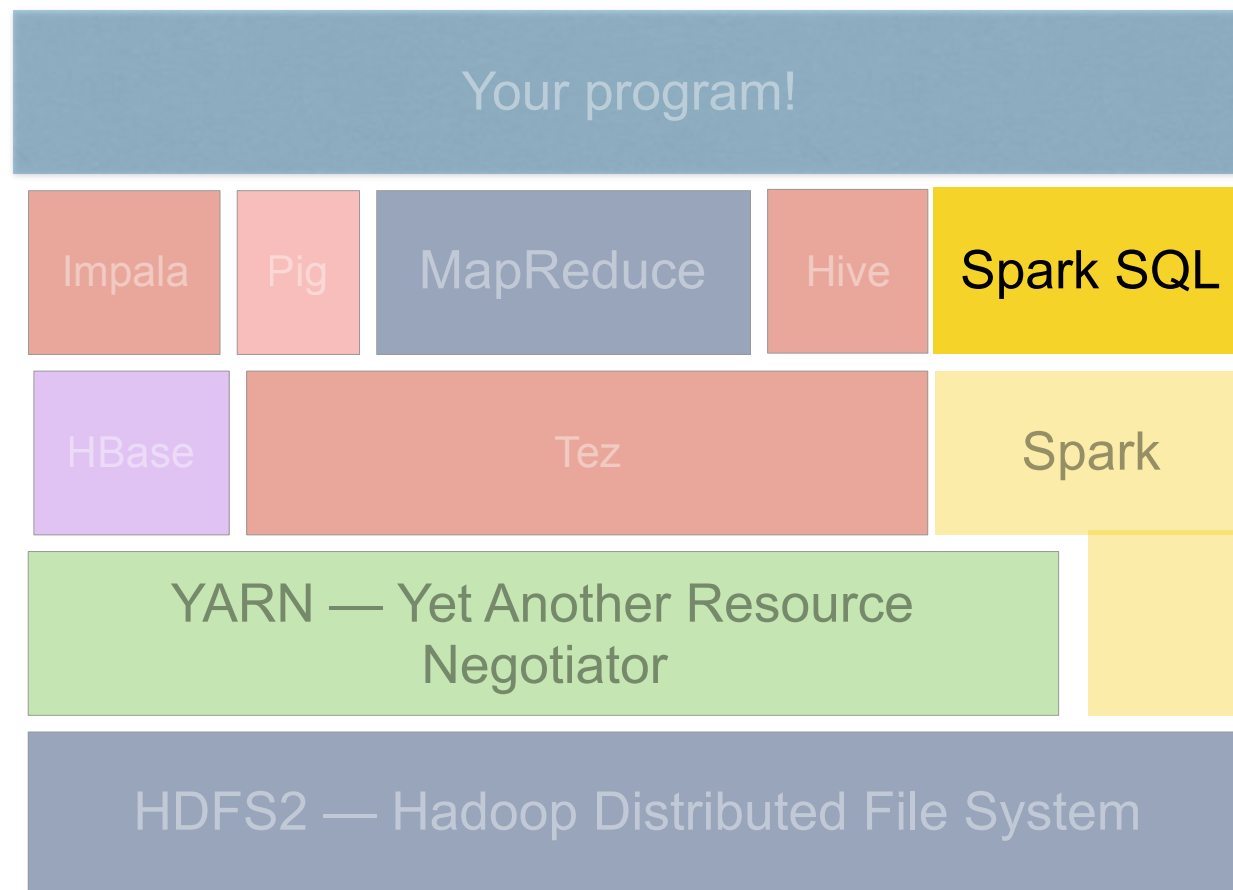 Your program!
Impala
Pig
MapReduce
Hive
Spark SQL
HBase
Tez
Spark
YARN — Yet Another Resource
Negotiator
HDFS2 — Hadoop Distributed File System